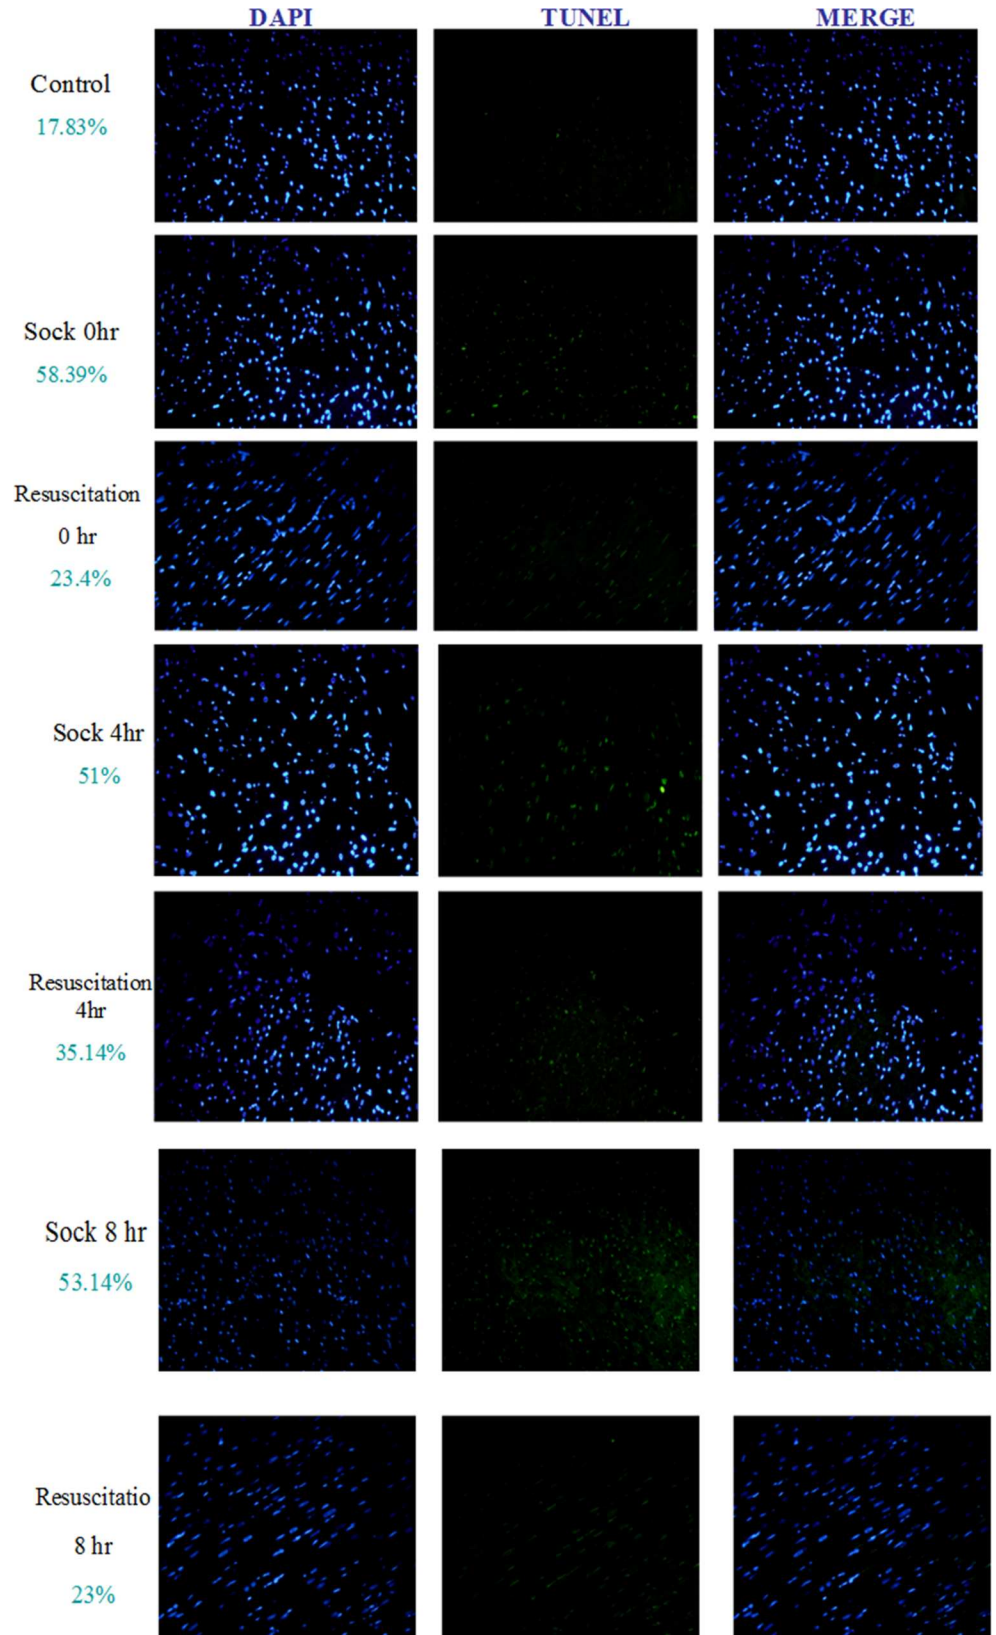 DAPI TUNEL MERGE
Control
17.83%
Sock 0hr
58.39%
Resuscitation
0 hr
23.4%
Sock 4hr
51%
Resuscitation
4hr
35.14%
Sock 8 hr
53.14%
Resuscitatio
8 hr
23%